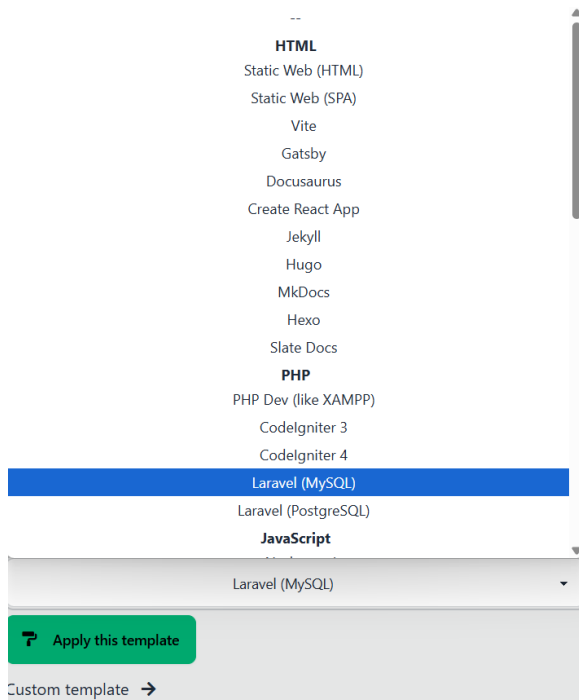 --
HTML
Static Web (HTML)
Static Web (SPA)
Vite
Gatsby
Docusaurus
Create React App
Jekyll
Hugo
MkDocs
Hexo
Slate Docs
PHP
PHP Dev (like XAMPP)
CodeIgniter 3
CodeIgniter 4
Laravel (MySQL)
Laravel (PostgreSQL)
JavaScript
Laravel (MySQL)
Apply this template
Custom template